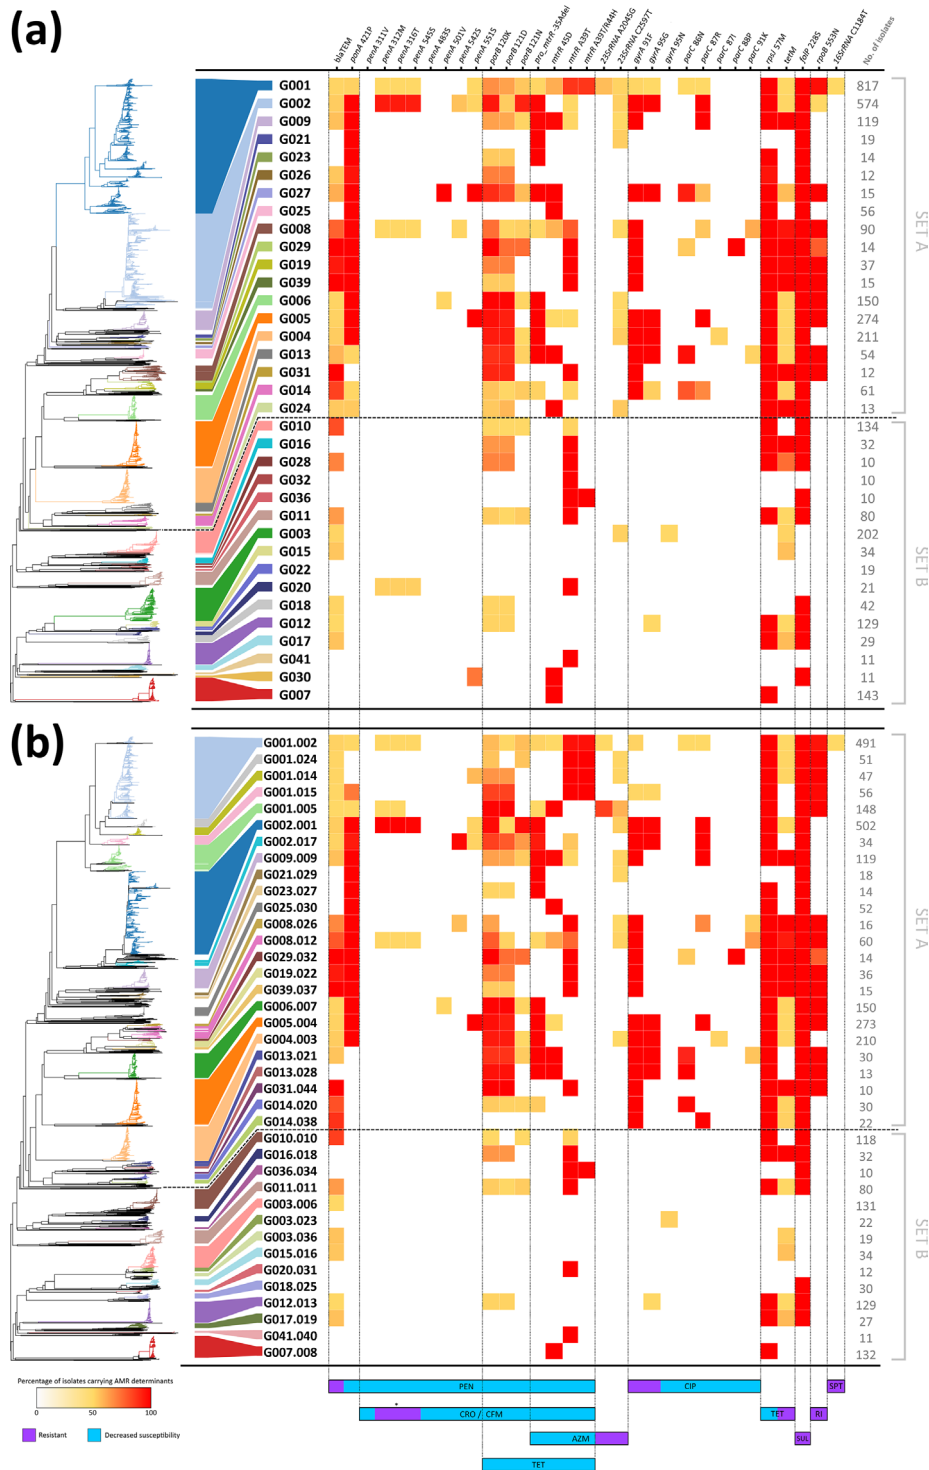 (a)
blaTEM
penA 421P
penA 311V
penA 312M
penA 316T
penA 545S
penA 483S
penA 501V
penA 542S
penA 551S
porB 120K
porB 121D
porB 121N
pro_mtrR -35Adel
mtrR 45D
mtrR A39T
mtrR A39T/R44H
23SrRNA A2045G
23SrRNA C2597T
gyrA 91F
gyrA 95G
gyrA 95N
parC 86N
parC 87R
parC 87I
parC 88P
parC 91K
rpsJ 57M
tetM
folP 228S
rpoB 553N
16SrRNA C1184T
No. of isolates
G001 817
G002 574
G009 119
G021 19
G023 14
G026 12
G027 15
G025 56
G008 90
G029 14
G019 37
G039 15
G006 150
G005 274
G004 211
G013 54
G031 12
G014 61
G024 13
SET A
G010 134
G016 32
G028 10
G032 10
G036 10
G011 80
G003 202
G015 34
G022 19
G020 21
G018 42
G012 129
G017 29
G041 11
G030 11
G007 143
SET B
(b)
G001.002 491
G001.024 51
G001.014 47
G001.015 56
G001.005 148
G002.001 502
G002.017 34
G009.009 119
G021.029 18
G023.027 14
G025.030 52
G008.026 16
G008.012 60
G029.032 14
G019.022 36
G039.037 15
G006.007 150
G005.004 273
G004.003 210
G013.021 30
G013.028 13
G031.044 10
G014.020 30
G014.038 22
SET A
G010.010 118
G016.018 32
G036.034 10
G011.011 80
G003.006 131
G003.023 22
G003.036 19
G015.016 34
G020.031 12
G018.025 30
G012.013 129
G017.019 27
G041.040 11
G007.008 132
SET B
Percentage of isolates carrying AMR determinants
0 50 100
Resistant Decreased susceptibility
PEN CIP SPT
*
CRO / CFM TET RI
AZM SUL
TET